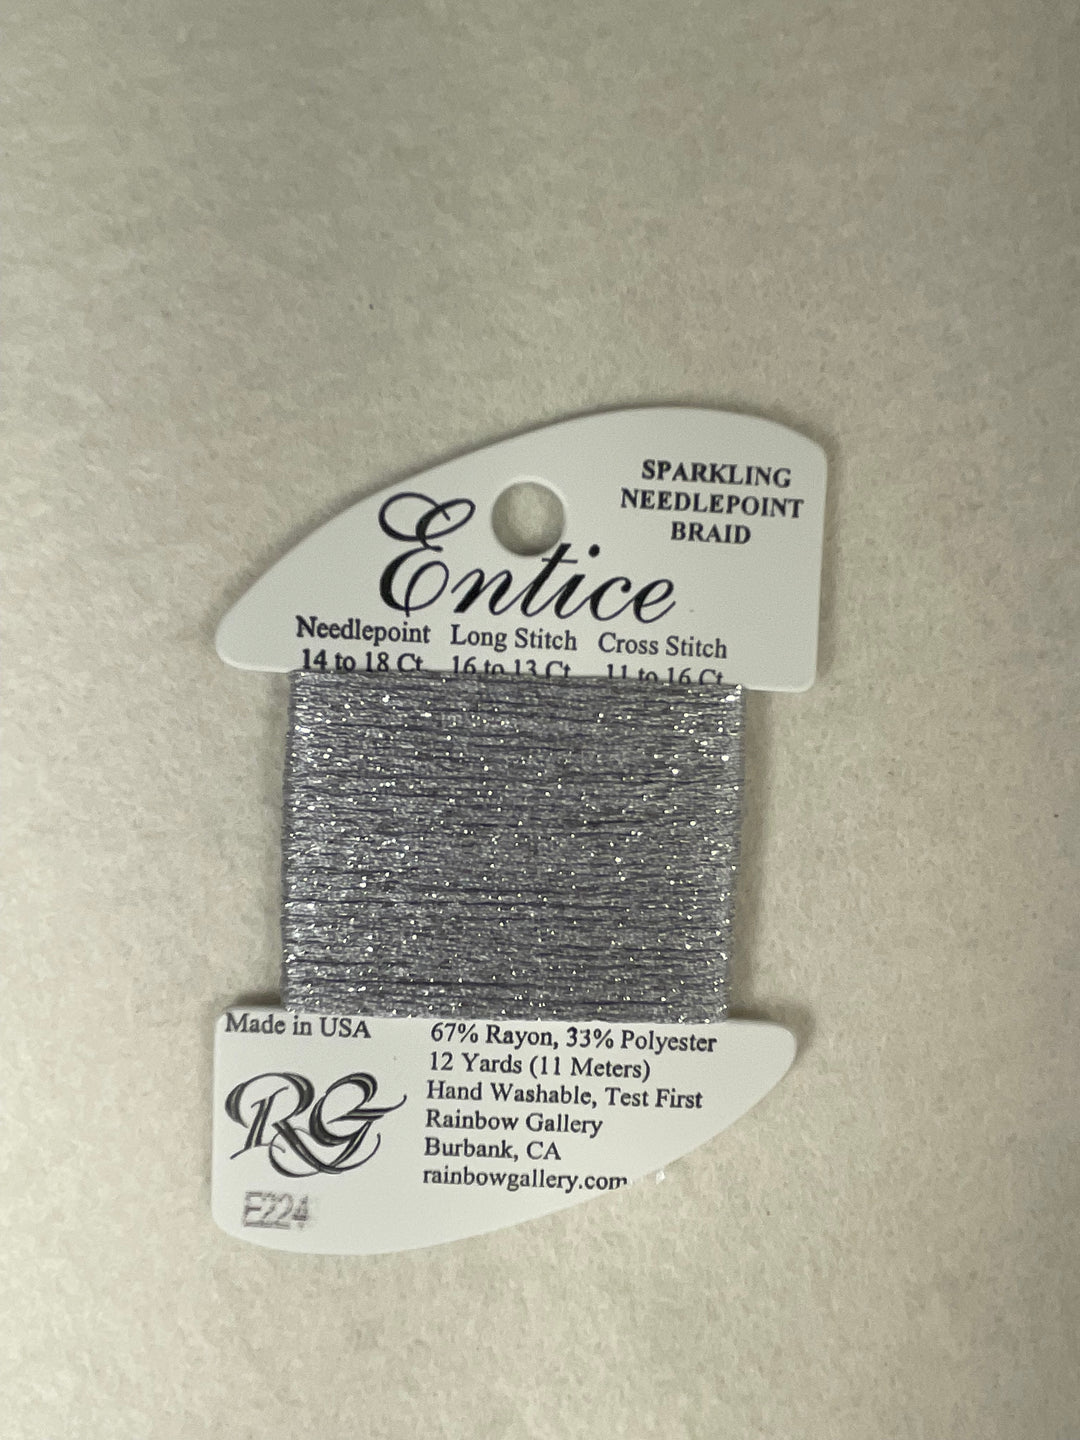 SPARKLING
NEEDLEPOINT
BRAID
Entice
Needlepoint Long Stitch Cross Stitch
14 to 18 Ct. 16 to 13 Ct. 11 to 16 Ct.
Made in USA
67% Rayon, 33% Polyester
12 Yards (11 Meters)
Hand Washable, Test First
Rainbow Gallery
Burbank, CA
rainbowgallery.com
RG
E224